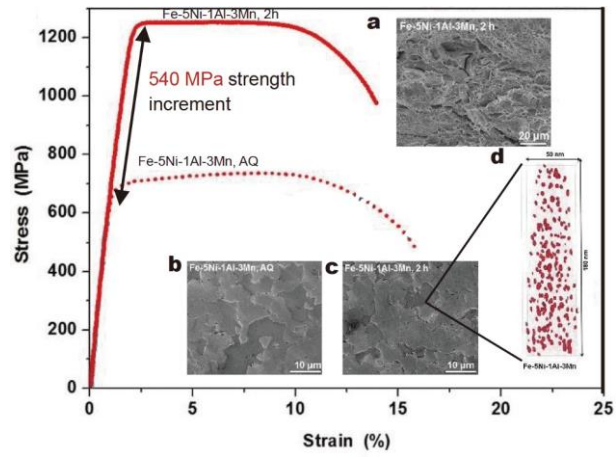 Fe-5Ni-1Al-3Mn, 2h
a
Fe-5Ni-1Al-3Mn, 2 h
20 µm
540 MPa strength
increment
Fe-5Ni-1Al-3Mn, AQ
d
50 nm
180 nm
Fe-5Ni-1Al-3Mn
b
Fe-5Ni-1Al-3Mn, AQ
10 µm
c
Fe-5Ni-1Al-3Mn, 2 h
10 µm
Stress (MPa)
1200
1000
800
600
400
200
0
0
5
10
15
20
25
Strain (%)